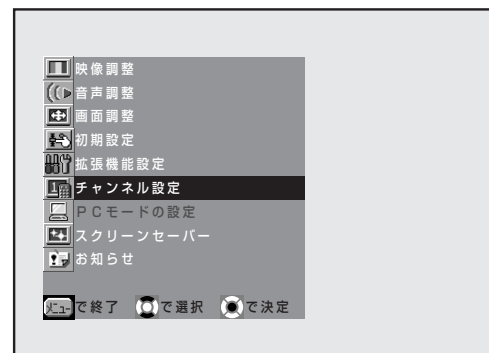 映像調整
音声調整
画面調整
初期設定
拡張機能設定
チャンネル設定
ＰＣモードの設定
スクリーンセーバー
お知らせ
メニューで終了 で選択 で決定